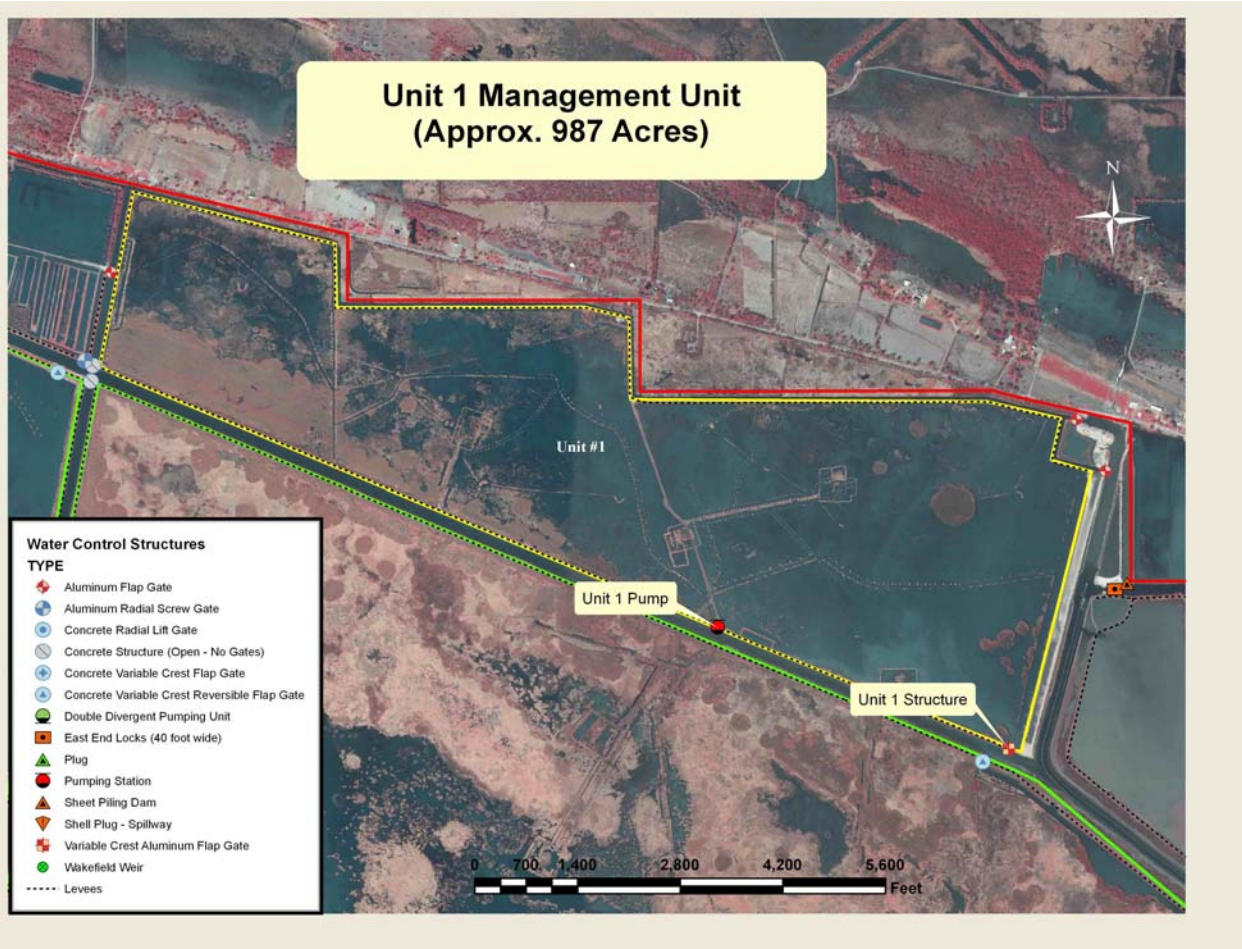 Unit 1 Management Unit
(Approx. 987 Acres)
N
Unit #1
Unit 1 Pump
Unit 1 Structure
Water Control Structures
TYPE
Aluminum Flap Gate
Aluminum Radial Screw Gate
Concrete Radial Lift Gate
Concrete Structure (Open - No Gates)
Concrete Variable Crest Flap Gate
Concrete Variable Crest Reversible Flap Gate
Double Divergent Pumping Unit
East End Locks (40 foot wide)
Plug
Pumping Station
Sheet Piling Dam
Shell Plug - Spillway
Variable Crest Aluminum Flap Gate
Wakefield Weir
Levees
0 700 1,400 2,800 4,200 5,600
Feet